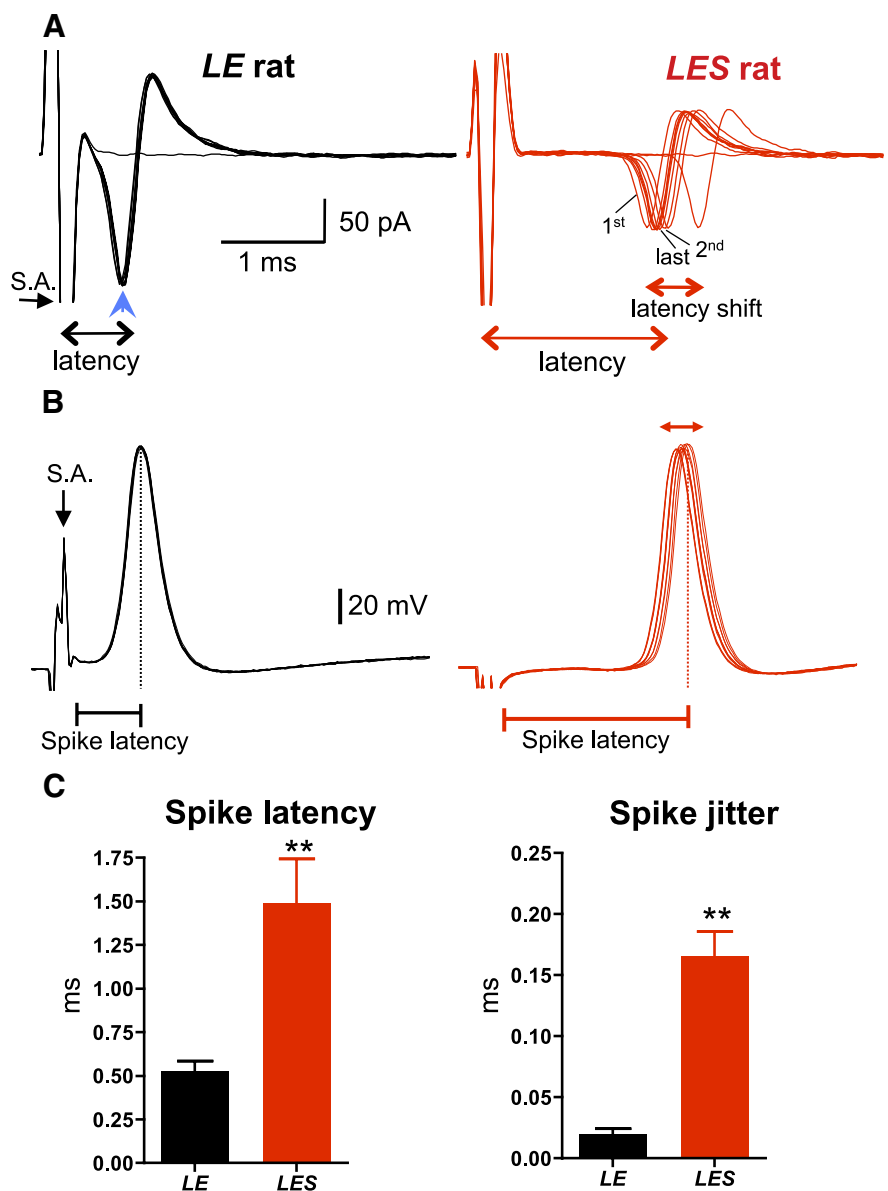 A
LE rat
LES rat
50 pA
1 ms
1st
last
2nd
S.A.
latency shift
latency
latency
B
S.A.
20 mV
Spike latency
Spike latency
C
Spike latency
Spike jitter
**
**
1.75
1.50
1.25
1.00
0.75
0.50
0.25
0.00
ms
LE
LES
0.25
0.20
0.15
0.10
0.05
0.00
ms
LE
LES